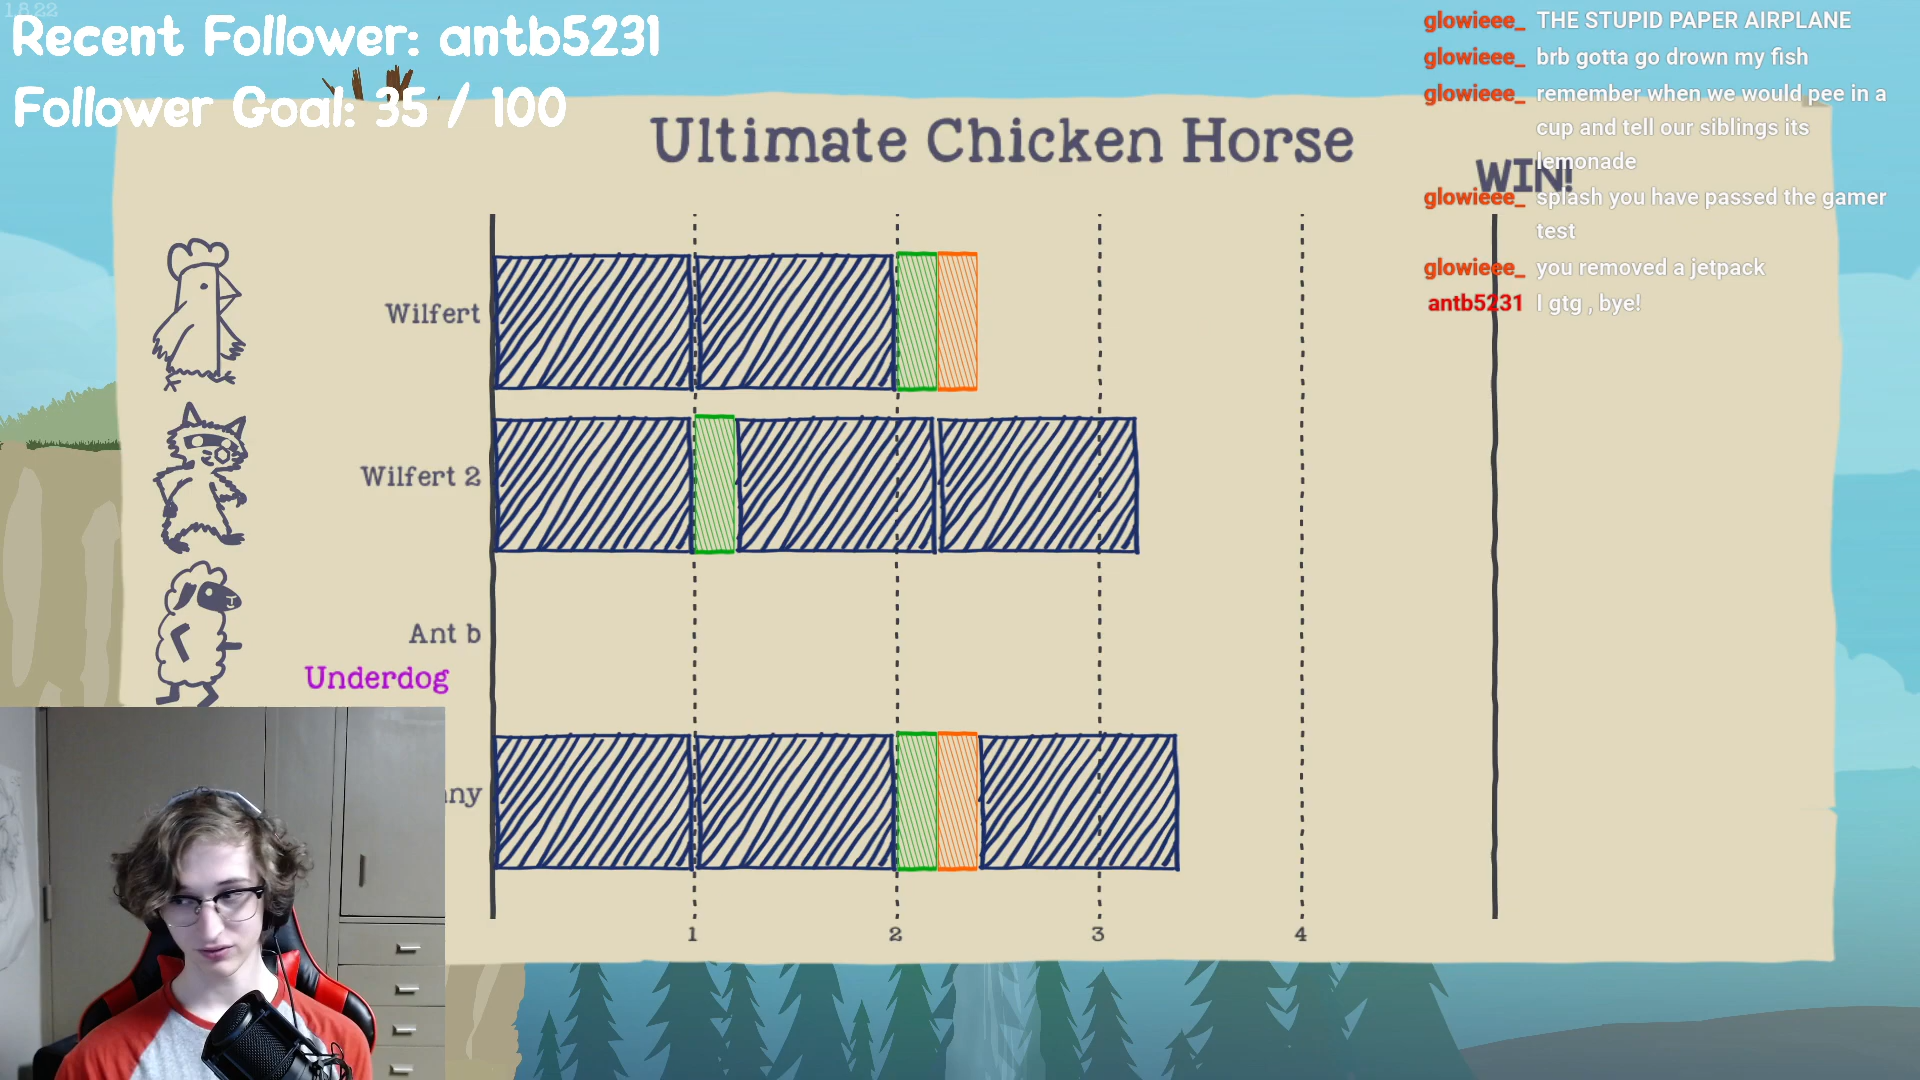 18.22
Recent Follower: antb5231
Follower Goal: 35 / 100
glowieee_ THE STUPID PAPER AIRPLANE
glowieee_ brb gotta go drown my fish
glowieee_ remember when we would pee in a
cup and tell our siblings its
lemonade
glowieee_ splash you have passed the gamer
test
glowieee_ you removed a jetpack
antb5231 I gtg , bye!
Ultimate Chicken Horse
WIN!
Wilfert
Wilfert 2
Ant b
Underdog
ny
1 2 3 4